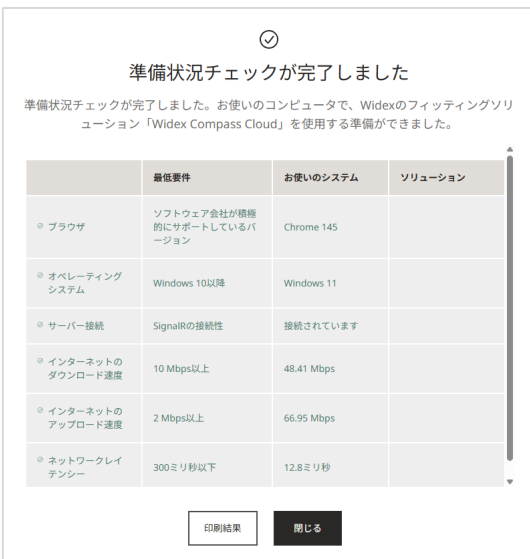 準備状況チェックが完了しました
準備状況チェックが完了しました。お使いのコンピュータで、Widexのフィッティングソリ
ューション「Widex Compass Cloud」を使用する準備ができました。
最低要件 お使いのシステム ソリューション
ブラウザ
ソフトウェア会社が積極
的にサポートしているバ
ージョン
Chrome 145
オペレーティング
システム
Windows 10以降
Windows 11
サーバー接続
SignalRの接続性
接続されています
インターネットの
ダウンロード速度
10 Mbps以上
48.41 Mbps
インターネットの
アップロード速度
2 Mbps以上
66.95 Mbps
ネットワークレイ
テンシー
300ミリ秒以下
12.8ミリ秒
印刷結果
閉じる